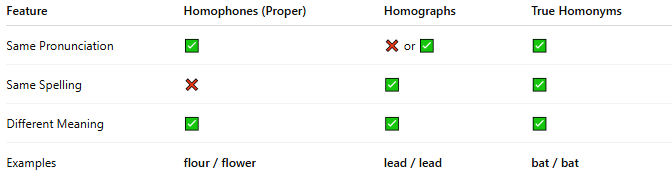 Feature Homophones (Proper) Homographs True Homonyms
Same Pronunciation ✅ ❌ or ✅ ✅
Same Spelling ❌ ✅ ✅
Different Meaning ✅ ✅ ✅
Examples flour / flower lead / lead bat / bat